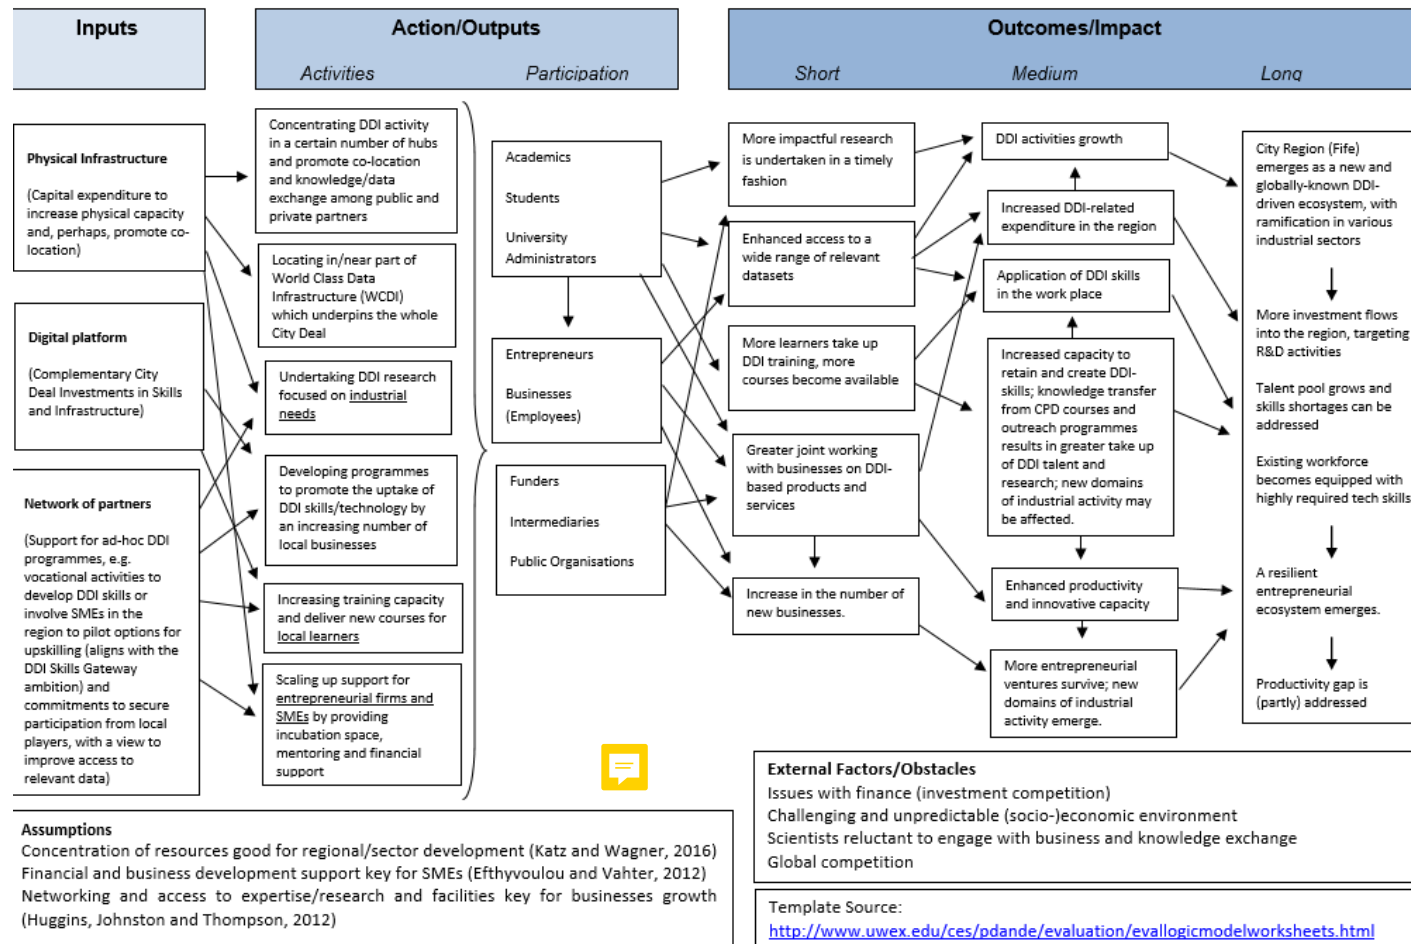 Inputs
Action/Outputs
Activities
Participation
Outcomes/Impact
Short
Medium
Long
Physical Infrastructure
(Capital expenditure to
increase physical capacity
and, perhaps, promote co-
location)
Digital platform
(Complementary City
Deal Investments in Skills
and Infrastructure)
Network of partners
(Support for ad-hoc DDI
programmes, e.g.
vocational activities to
develop DDI skills or
involve SMEs in the
region to pilot options for
upskilling (aligns with the
DDI Skills Gateway
ambition) and
commitments to secure
participation from local
players, with a view to
improve access to
relevant data)
Concentrating DDI activity
in a certain number of hubs
and promote co-location
and knowledge/data
exchange among public and
private partners
Locating in/near part of
World Class Data
Infrastructure (WCDI)
which underpins the whole
City Deal
Undertaking DDI research
focused on industrial
needs
Developing programmes
to promote the uptake of
DDI skills/technology by
an increasing number of
local businesses
Increasing training capacity
and deliver new courses for
local learners
Scaling up support for
entrepreneurial firms and
SMEs by providing
incubation space,
mentoring and financial
support
Academics
Students
University
Administrators
Entrepreneurs
Businesses
(Employees)
Funders
Intermediaries
Public Organisations
More impactful research
is undertaken in a timely
fashion
Enhanced access to a
wide range of relevant
datasets
More learners take up
DDI training, more
courses become available
Greater joint working
with businesses on DDI-
based products and
services
Increase in the number of
new businesses.
DDI activities growth
Increased DDI-related
expenditure in the region
Application of DDI skills
in the work place
Increased capacity to
retain and create DDI-
skills; knowledge transfer
from CPD courses and
outreach programmes
results in greater take up
of DDI talent and
research; new domains
of industrial activity may
be affected.
Enhanced productivity
and innovative capacity
More entrepreneurial
ventures survive; new
domains of industrial
activity emerge.
City Region (Fife)
emerges as a new and
globally-known DDI-
driven ecosystem, with
ramification in various
industrial sectors
More investment flows
into the region, targeting
R&D activities
Talent pool grows and
skills shortages can be
addressed
Existing workforce
becomes equipped with
highly required tech skills
A resilient
entrepreneurial
ecosystem emerges.
Productivity gap is
(partly) addressed
Assumptions
Concentration of resources good for regional/sector development (Katz and Wagner, 2016)
Financial and business development support key for SMEs (Efthyvoulou and Vahter, 2012)
Networking and access to expertise/research and facilities key for businesses growth
(Huggins, Johnston and Thompson, 2012)
External Factors/Obstacles
Issues with finance (investment competition)
Challenging and unpredictable (socio-)economic environment
Scientists reluctant to engage with business and knowledge exchange
Global competition
Template Source:
http://www.uwex.edu/ces/pdande/evaluation/evallogicmodelworksheets.html